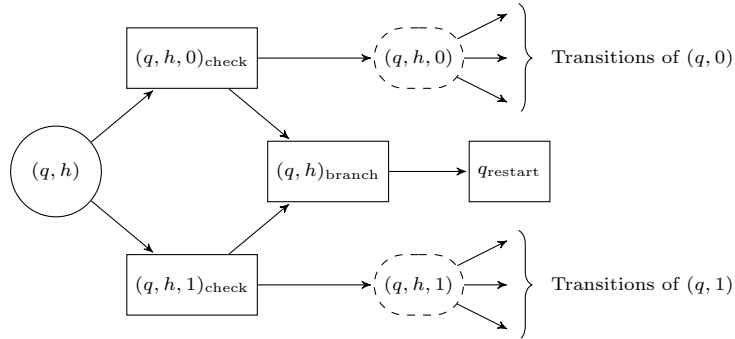 (q, h, 0)check
(q, h, 0)
Transitions of (q, 0)
(q, h)
(q, h)branch
qrestart
(q, h, 1)check
(q, h, 1)
Transitions of (q, 1)